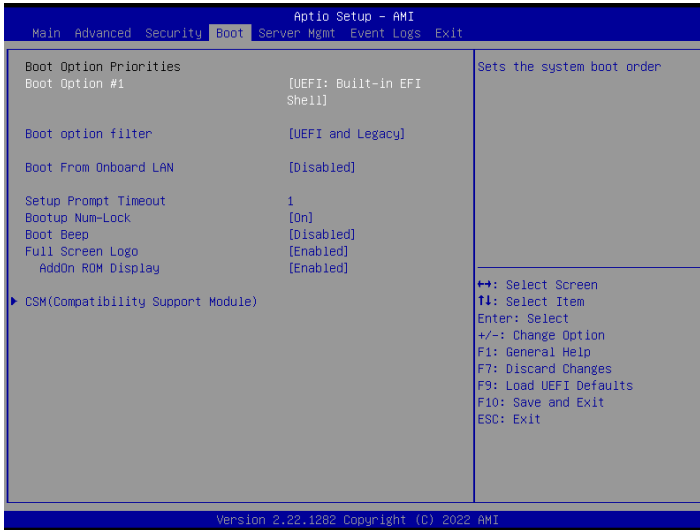 Aptio Setup – AMI
Main Advanced Security Boot Server Mgmt Event Logs Exit
Boot Option Priorities
Boot Option #1 [UEFI: Built-in EFI
Shell]
Boot option filter [UEFI and Legacy]
Boot From Onboard LAN [Disabled]
Setup Prompt Timeout 1
Bootup Num-Lock [On]
Boot Beep [Disabled]
Full Screen Logo [Enabled]
AddOn ROM Display [Enabled]
CSM(Compatibility Support Module)
Sets the system boot order
↔: Select Screen
↑↓: Select Item
Enter: Select
+/-: Change Option
F1: General Help
F7: Discard Changes
F9: Load UEFI Defaults
F10: Save and Exit
ESC: Exit
Version 2.22.1282 Copyright (C) 2022 AMI